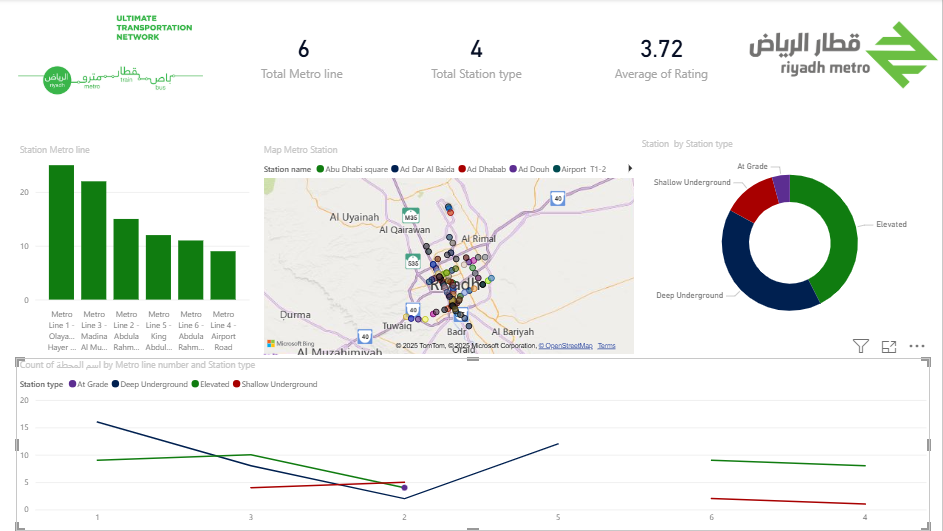 ULTIMATE
TRANSPORTATION
NETWORK
الرياض
riyadh
مترو
metro
قطار
train
باص
bus
6
Total Metro line
4
Total Station type
3.72
Average of Rating
قطار الرياض
riyadh metro
Station Metro line
20
10
0
Metro Line 1 - Olaya... Hayer ...
Metro Line 3 - Madina Al Mu...
Metro Line 2 - Abdula Rahm...
Metro Line 5 - King Abdul...
Metro Line 6 - Abdula Rahm...
Metro Line 4 - Airport Road
Map Metro Station
Station name Abu Dhabi square Ad Dar Al Baida Ad Dhabab Ad Douh Airport T1-2
40
Al Uyainah
M35
Al Qairawan
Al Rimal
535
Riyadh
Durma
40
Tuwaiq
40
Badr
Al Bariyah
Al Muzahimiyah
Microsoft Bing
© 2025 TomTom, © 2025 Microsoft Corporation, © OpenStreetMap Terms
Station by Station type
At Grade
Shallow Underground
Elevated
Deep Underground
Count of اسم المحطة by Metro line number and Station type
Station type At Grade Deep Underground Elevated Shallow Underground
20
15
10
5
0
1 3 2 5 6 4